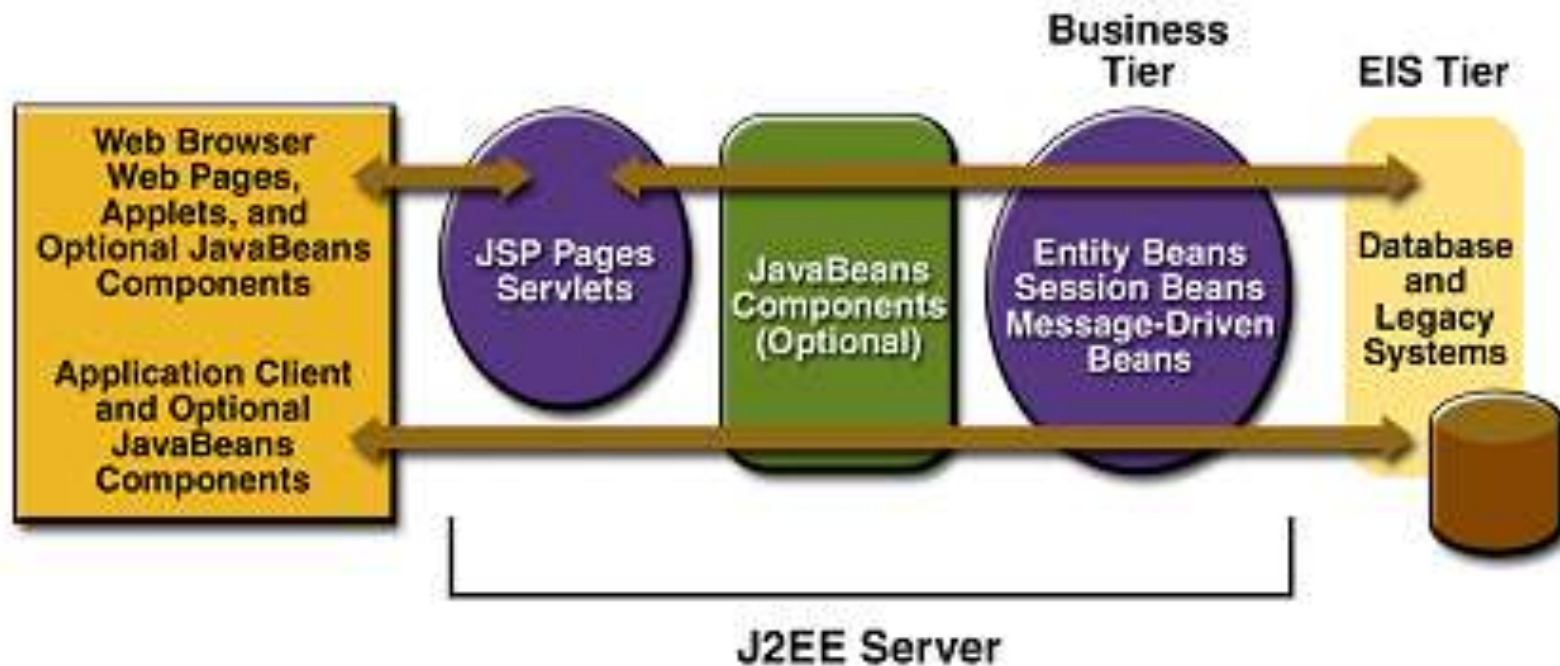 Business
Tier
EIS Tier
Web Browser
Web Pages,
Applets, and
Optional JavaBeans
Components
Application Client
and Optional
JavaBeans
Components
JSP Pages
Servlets
JavaBeans
Components
(Optional)
Entity Beans
Session Beans
Message-Driven
Beans
Database
and
Legacy
Systems
J2EE Server